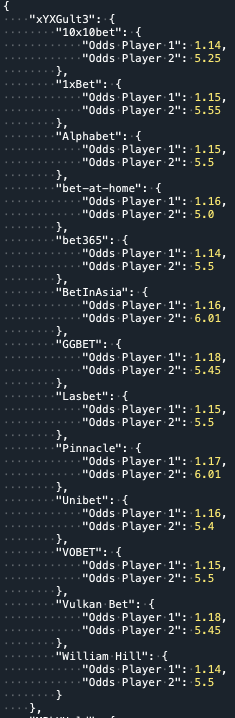 {
"xYXGult3": {
"10x10bet": {
"Odds Player 1": 1.14,
"Odds Player 2": 5.25
},
"1xBet": {
"Odds Player 1": 1.15,
"Odds Player 2": 5.55
},
"Alphabet": {
"Odds Player 1": 1.15,
"Odds Player 2": 5.5
},
"bet-at-home": {
"Odds Player 1": 1.16,
"Odds Player 2": 5.0
},
"bet365": {
"Odds Player 1": 1.14,
"Odds Player 2": 5.5
},
"BetInAsia": {
"Odds Player 1": 1.16,
"Odds Player 2": 6.01
},
"GGBET": {
"Odds Player 1": 1.18,
"Odds Player 2": 5.45
},
"Lasbet": {
"Odds Player 1": 1.15,
"Odds Player 2": 5.5
},
"Pinnacle": {
"Odds Player 1": 1.17,
"Odds Player 2": 6.01
},
"Unibet": {
"Odds Player 1": 1.16,
"Odds Player 2": 5.4
},
"VOBET": {
"Odds Player 1": 1.15,
"Odds Player 2": 5.5
},
"Vulkan Bet": {
"Odds Player 1": 1.18,
"Odds Player 2": 5.45
},
"William Hill": {
"Odds Player 1": 1.14,
"Odds Player 2": 5.5
}
},